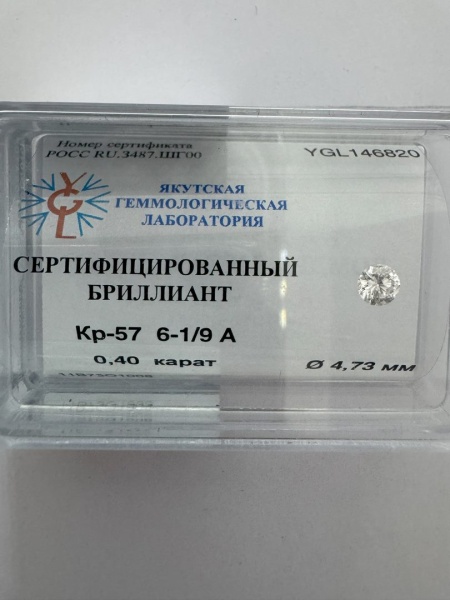 Номер сертификата
РОСС RU.3487.ШГ00
YGL146820
YGL
ЯКУТСКАЯ
ГЕММОЛОГИЧЕСКАЯ
ЛАБОРАТОРИЯ
СЕРТИФИЦИРОВАННЫЙ
БРИЛЛИАНТ
Кр-57 6-1/9 А
0,40 карат
Ø 4,73 мм